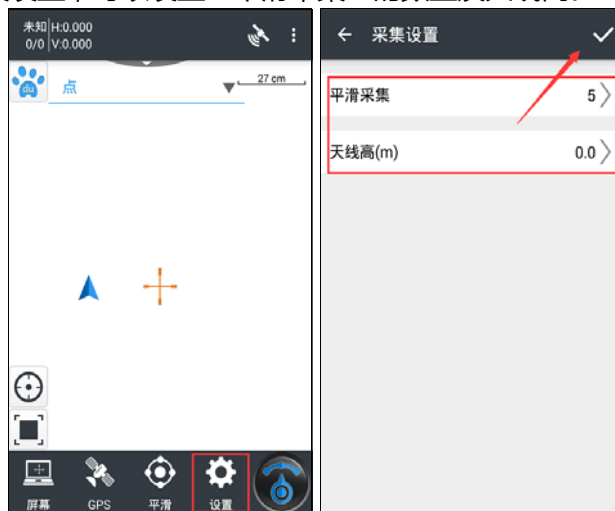 未知 H:0.000
0/0 V:0.000
du
点
27 cm
屏幕 GPS 平滑 设置
采集设置
平滑采集 5
天线高(m) 0.0